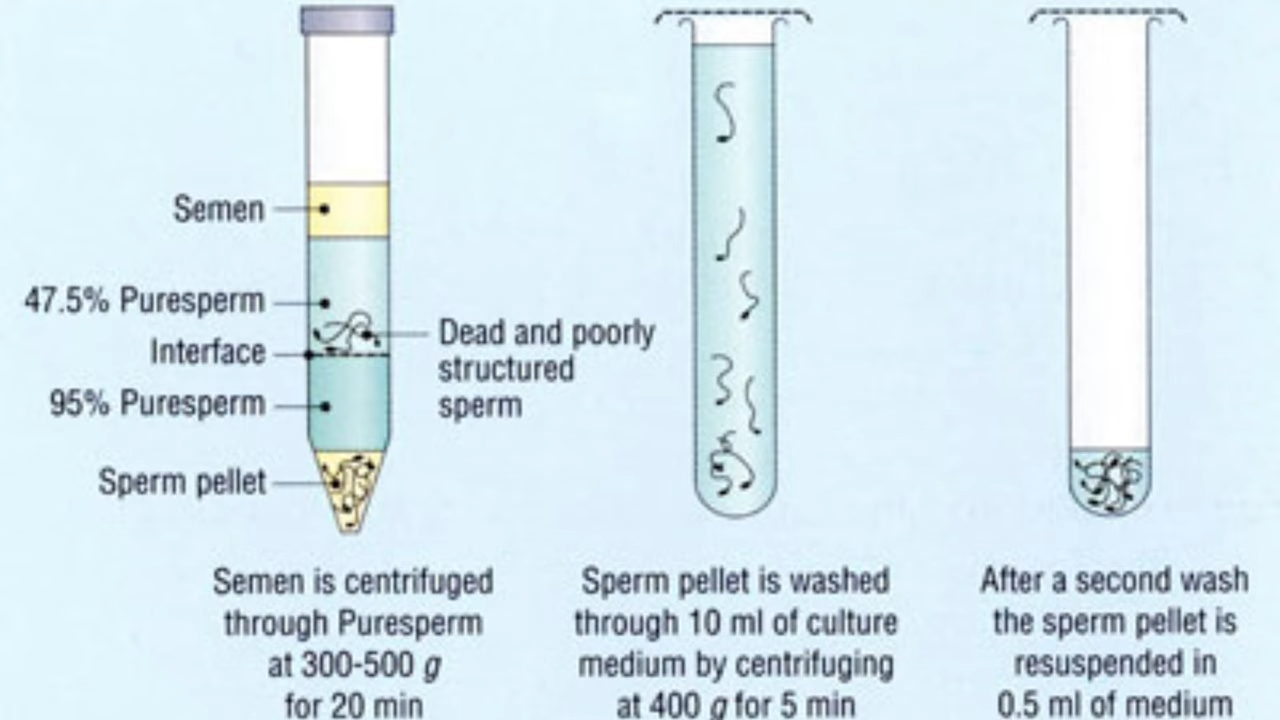 Semen
47.5% Puresperm
Interface
95% Puresperm
Sperm pellet
Dead and poorly
structured
sperm
Semen is centrifuged
through Puresperm
at 300-500 g
for 20 min
Sperm pellet is washed
through 10 ml of culture
medium by centrifuging
at 400 g for 5 min
After a second wash
the sperm pellet is
resuspended in
0.5 ml of medium